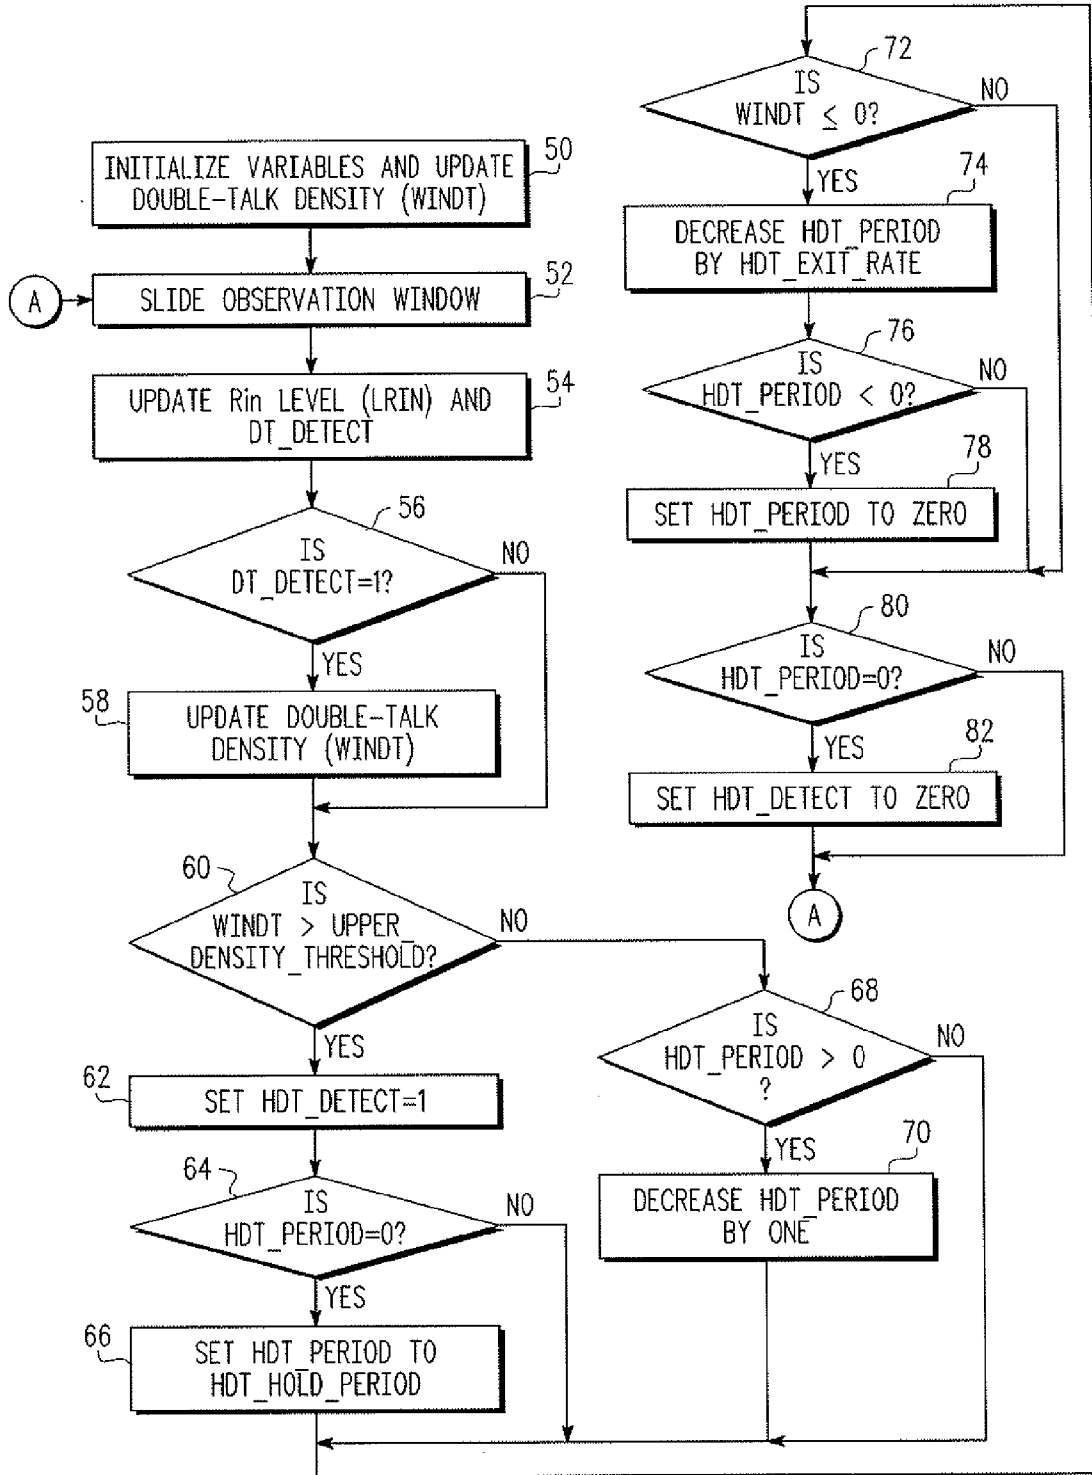 50
INITIALIZE VARIABLES AND UPDATE
DOUBLE-TALK DENSITY (WINDT)
A
52
SLIDE OBSERVATION WINDOW
54
UPDATE Rin LEVEL (LRIN) AND
DT_DETECT
56
IS
DT_DETECT=1?
NO
YES
58
UPDATE DOUBLE-TALK
DENSITY (WINDT)
60
IS
WINDT > UPPER_
DENSITY_THRESHOLD?
NO
YES
62
SET HDT_DETECT=1
64
IS
HDT_PERIOD=0?
NO
YES
66
SET HDT_PERIOD TO
HDT_HOLD_PERIOD
68
IS
HDT_PERIOD > 0
?
NO
YES
70
DECREASE HDT_PERIOD
BY ONE
72
IS
WINDT ≤ 0?
NO
YES
74
DECREASE HDT_PERIOD
BY HDT_EXIT_RATE
76
IS
HDT_PERIOD < 0?
NO
YES
78
SET HDT_PERIOD TO ZERO
80
IS
HDT_PERIOD=0?
NO
YES
82
SET HDT_DETECT TO ZERO
A